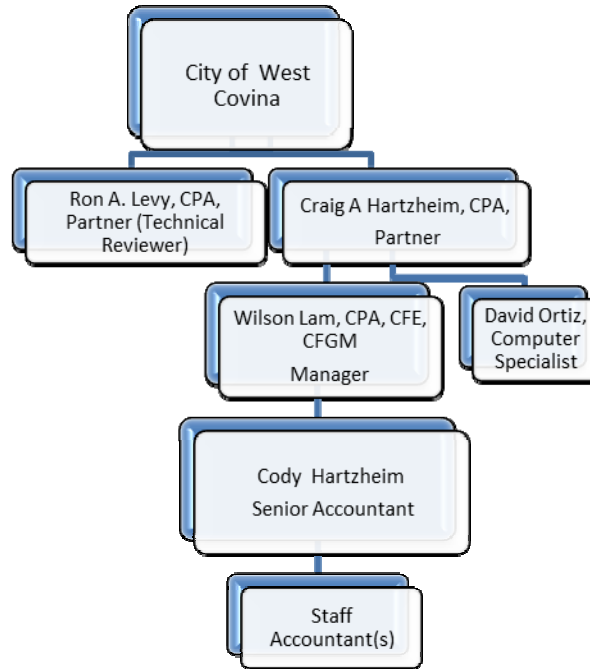 City of West
Covina
Ron A. Levy, CPA,
Partner (Technical
Reviewer)
Craig A Hartzheim, CPA,
Partner
Wilson Lam, CPA, CFE,
CFGM
Manager
David Ortiz,
Computer
Specialist
Cody Hartzheim
Senior Accountant
Staff
Accountant(s)